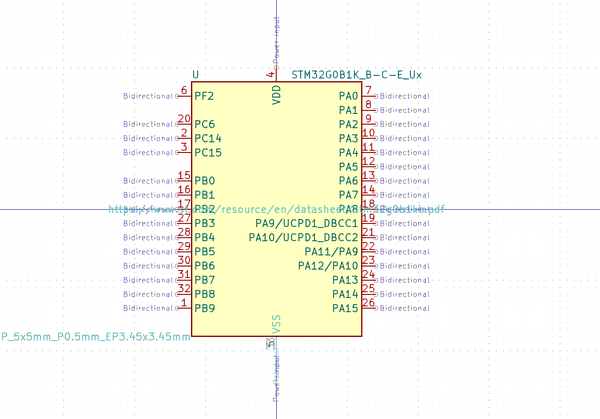 Power input
4
U STM32G0B1K_B-C-E_Ux
VDD
Bidirectional 6 PF2 PA0 7 Bidirectional
PA1 8 Bidirectional
Bidirectional 20 PC6 PA2 9 Bidirectional
Bidirectional 2 PC14 PA3 10 Bidirectional
Bidirectional 3 PC15 PA4 11 Bidirectional
PA5 12 Bidirectional
Bidirectional 15 PB0 PA6 13 Bidirectional
Bidirectional 16 PB1 PA7 14 Bidirectional
17 PB2 PA8 18
Bidirectional 27 PB3 PA9/UCPD1_DBCC1 19 Bidirectional
Bidirectional 28 PB4 PA10/UCPD1_DBCC2 21 Bidirectional
Bidirectional 29 PB5 PA11/PA9 22 Bidirectional
Bidirectional 30 PB6 PA12/PA10 23 Bidirectional
Bidirectional 31 PB7 PA13 24 Bidirectional
Bidirectional 32 PB8 PA14 25 Bidirectional
Bidirectional 1 PB9 PA15 26 Bidirectional
VSS
P_5x5mm_P0.5mm_EP3.45x3.45mm
Power input